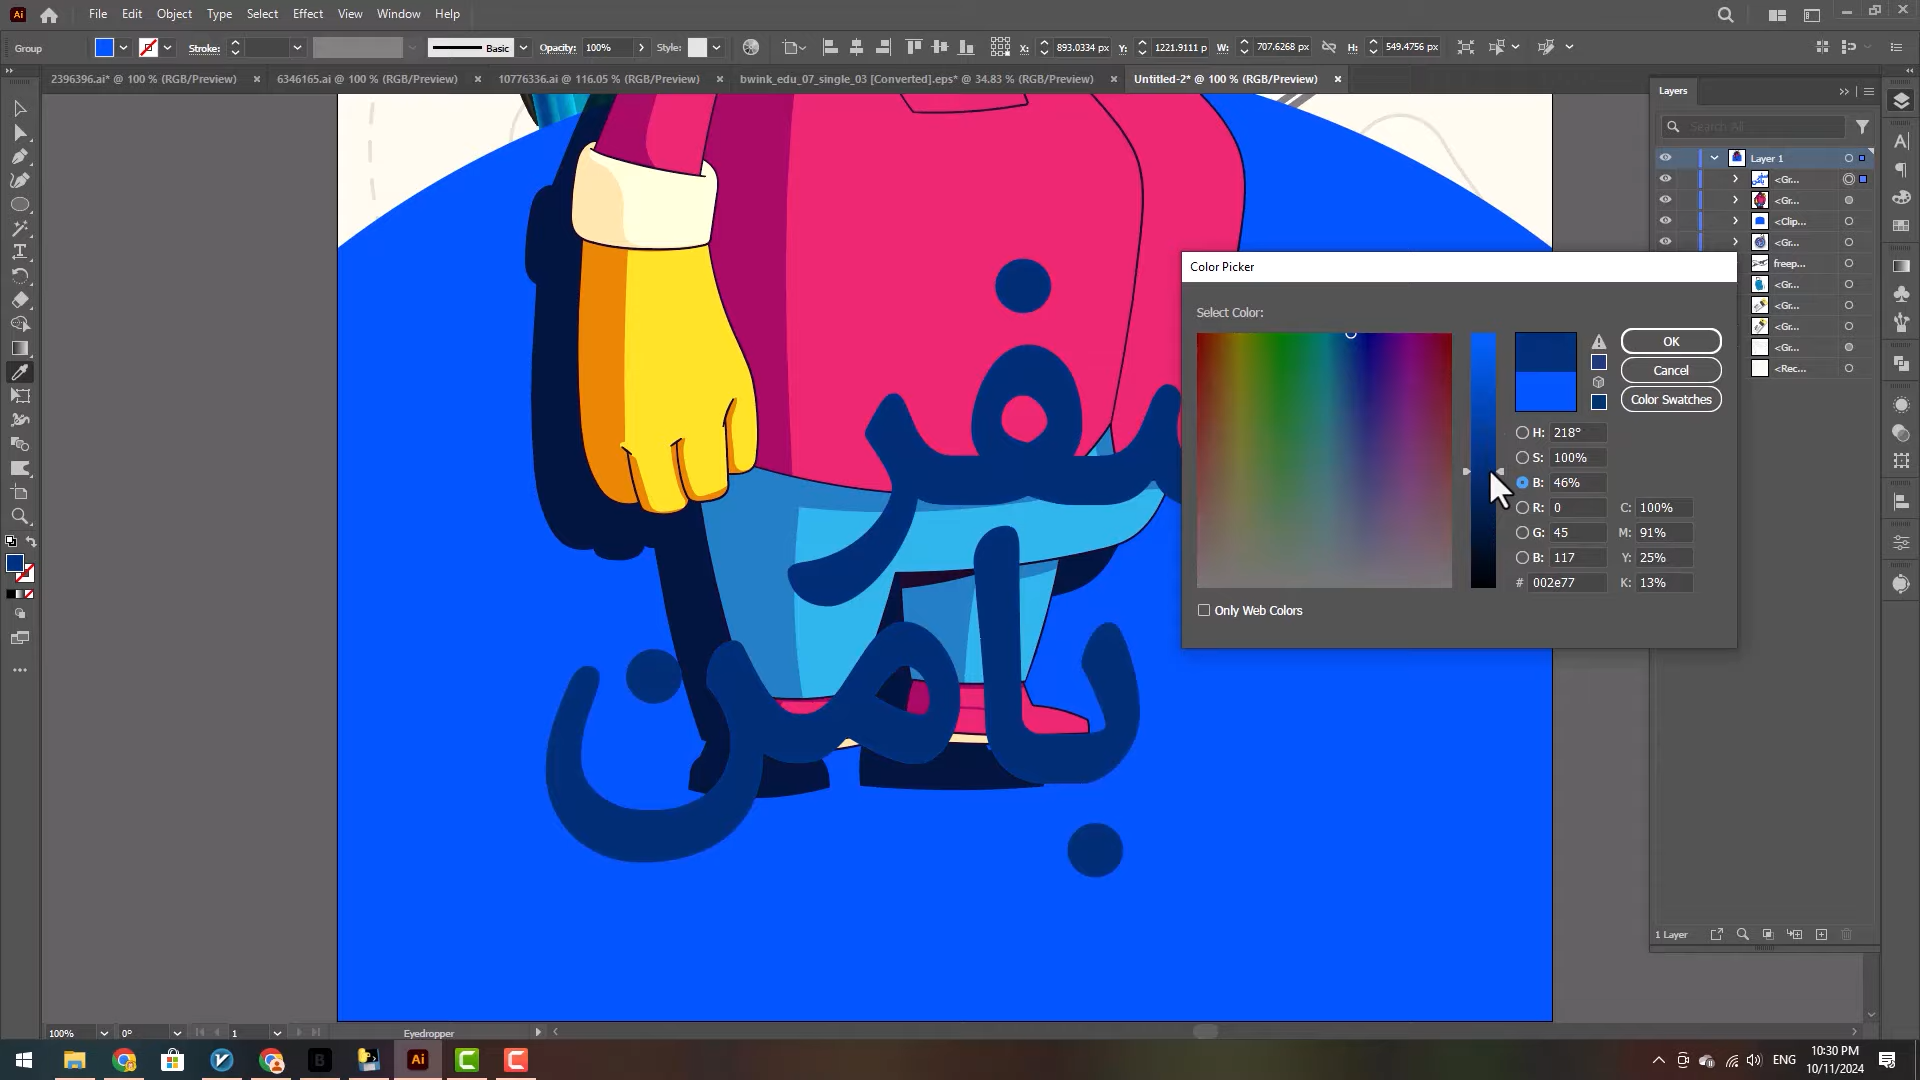 File Edit Object Type Select Effect View Window Help
Group Stroke: Basic Opacity: 100% Style: X: 893.0334 px Y: 1221.9111 p W: 707.6268 px H: 549.4756 px
2396396.ai* @ 100 % (RGB/Preview) × 6346165.ai @ 100 % (RGB/Preview) × 10776336.ai @ 116.05 % (RGB/Preview) × bwink_edu_07_single_03 [Converted].eps* @ 34.83 % (RGB/Preview) × Untitled-2* @ 100 % (RGB/Preview) ×
Layers
Search All
Layer 1
<Gr...
<Gr...
<Clip...
<Gr...
freep...
<Gr...
<Gr...
<Gr...
<Gr...
<Rec...
Color Picker
Select Color:
OK
Cancel
Color Swatches
H: 218°
S: 100%
B: 46%
R: 0 C: 100%
G: 45 M: 91%
B: 117 Y: 25%
# 002e77 K: 13%
Only Web Colors
با من
1 Layer
100% 0° 1 Eyedropper
Ai ENG 10:30 PM
10/11/2024